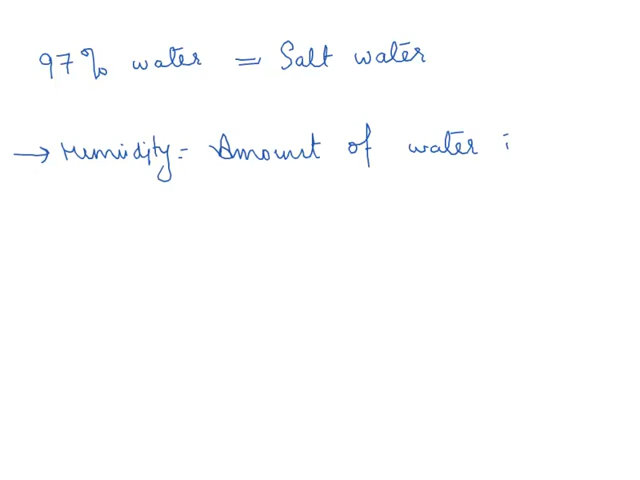 97% water = Salt water
→ Humidity = Amount of water i